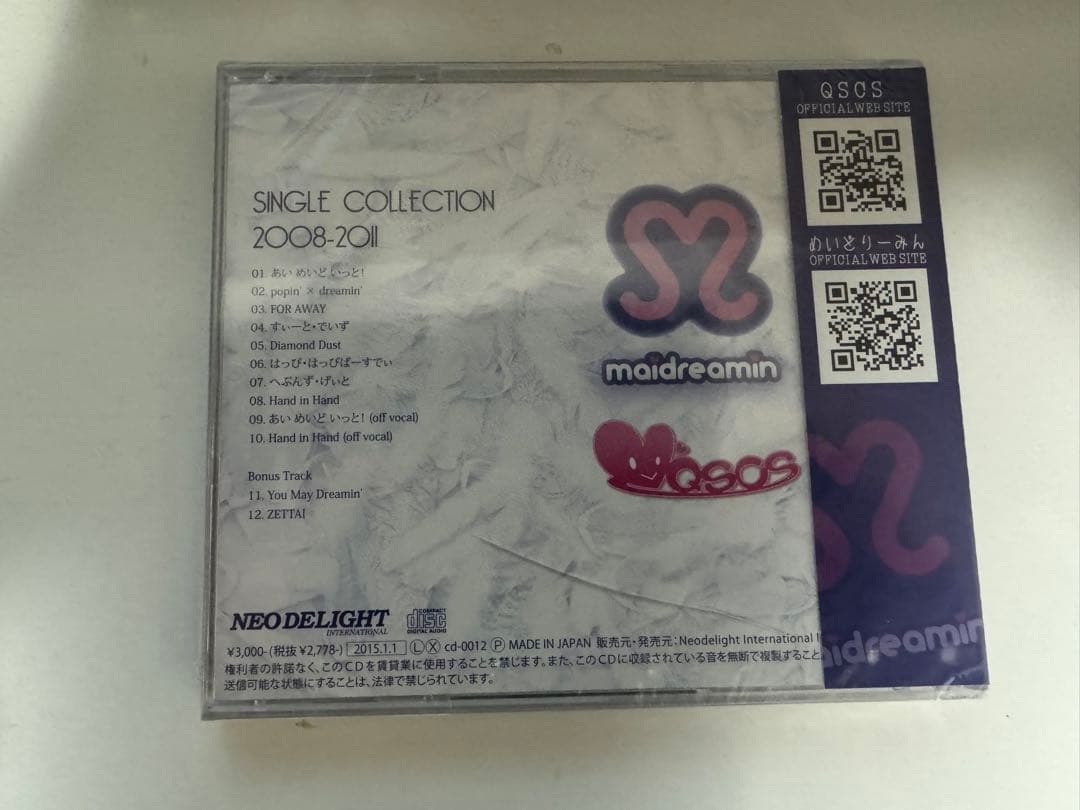 SINGLE COLLECTION
2008-2011
01. あい めいど いっと!
02. popin' × dreamin'
03. FOR AWAY
04. すぃーと・でいず
05. Diamond Dust
06. はっぴ・はっぴばーすでぃ
07. へぶんず・げいと
08. Hand in Hand
09. あい めいど いっと! (off vocal)
10. Hand in Hand (off vocal)
Bonus Track
11. You May Dreamin'
12. ZETTAI
maidreamin
QSCS
NEO DELIGHT
INTERNATIONAL
COMPACT
disc
DIGITAL AUDIO
¥3,000-(税抜 ¥2,778-) 2015.1.1 Ⓛ Ⓧ cd-0012 Ⓟ MADE IN JAPAN 販売元・発売元:Neodelight International
権利者の許諾なく、このCDを賃貸業に使用することを禁じます。また、このCDに収録されている音を無断で複製すること
送信可能な状態にすることは、法律で禁じられています。
QSCS
OFFICIAL WEB SITE
めいどりーみん
OFFICIAL WEB SITE
aidreamin